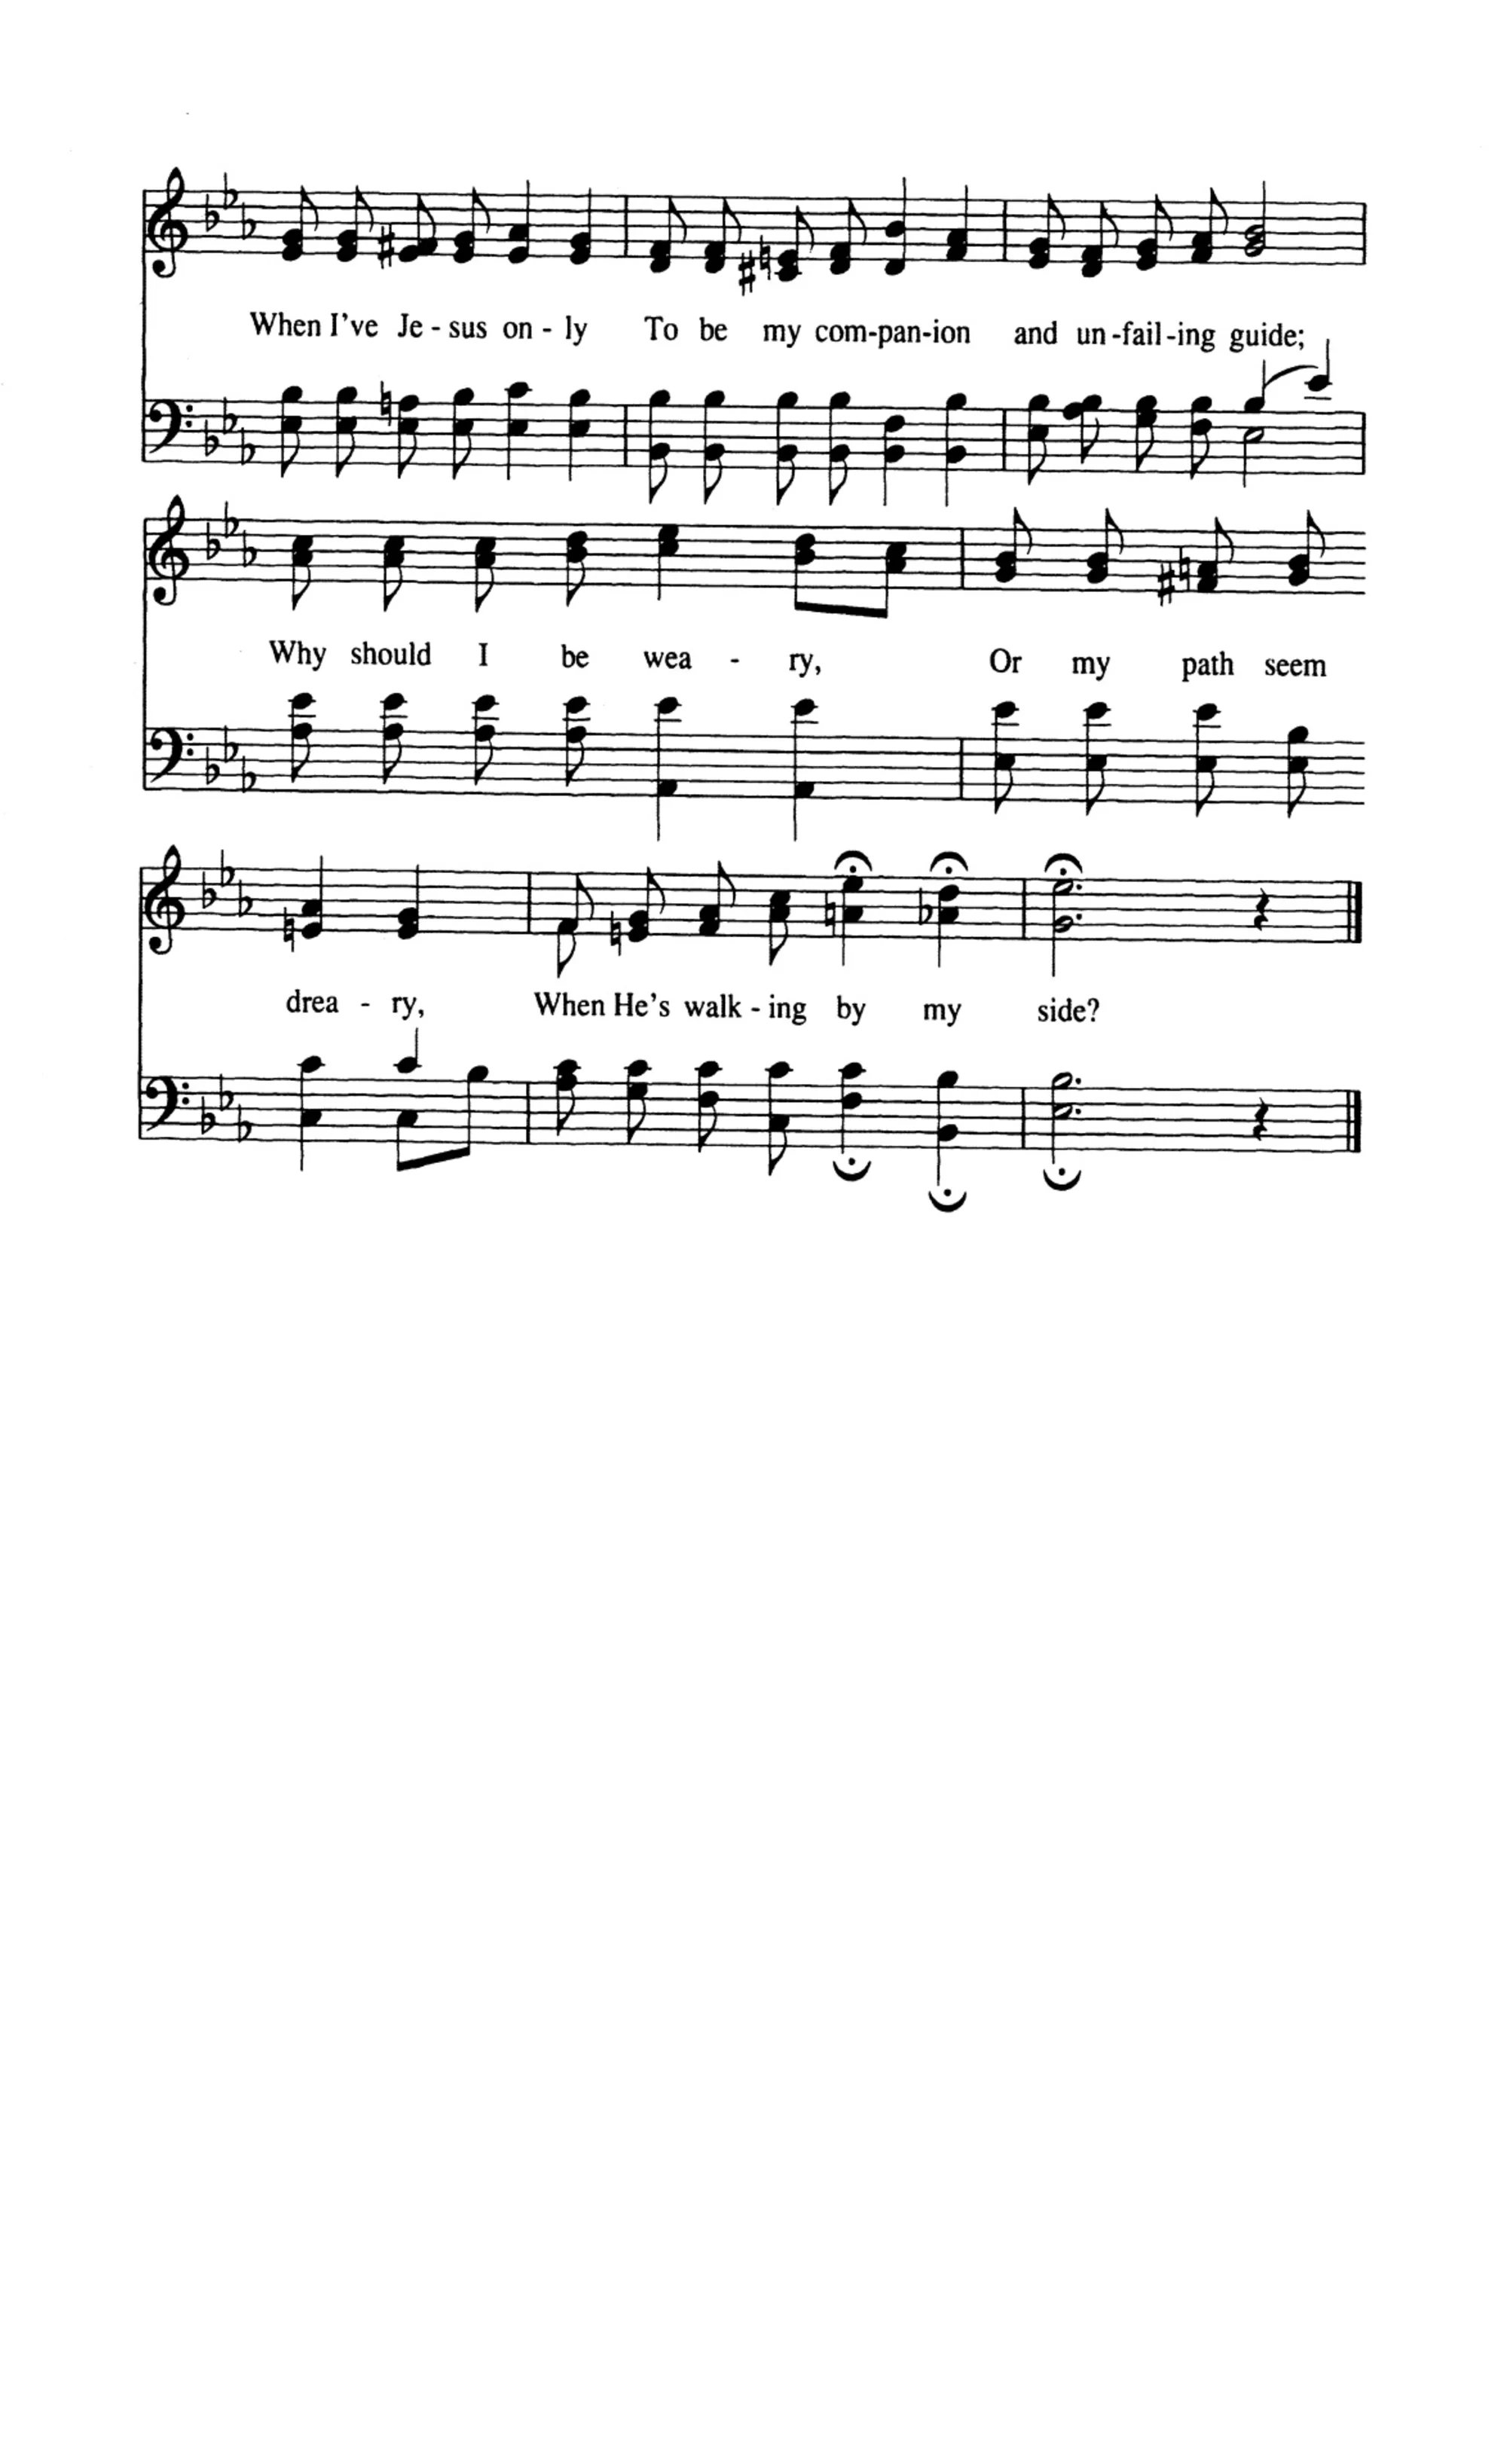 When I've Je - sus on - ly To be my com-pan-ion and un-fail-ing guide;
Why should I be wea - ry, Or my path seem
drea - ry, When He's walk - ing by my side?